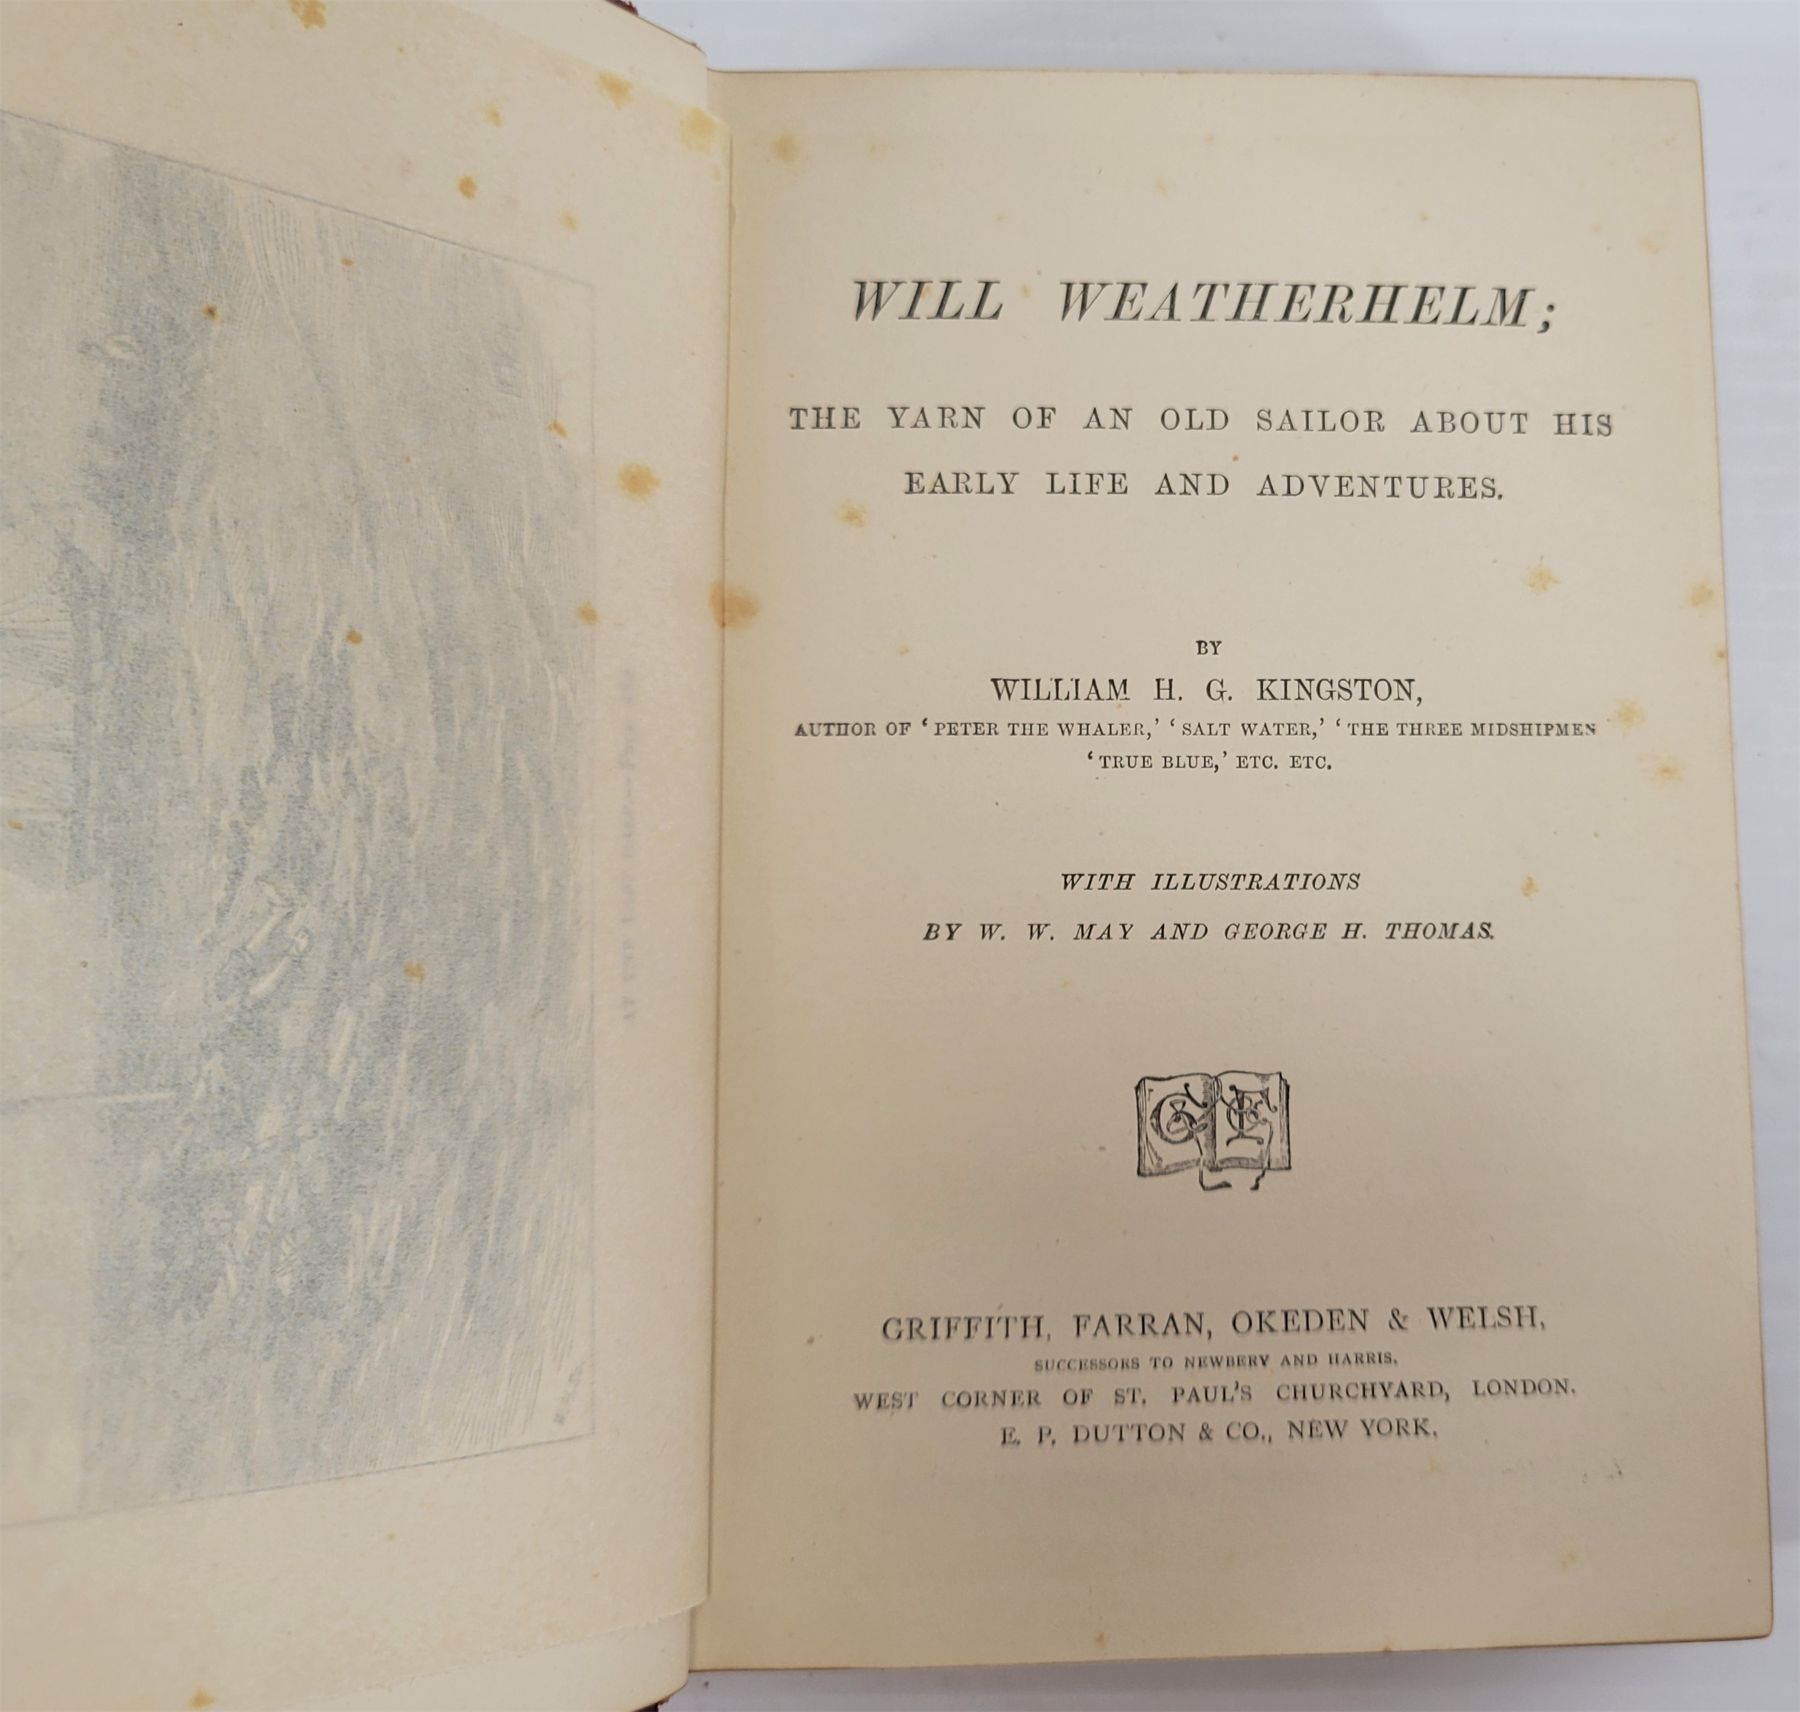 WILL WEATHERHELM;
THE YARN OF AN OLD SAILOR ABOUT HIS
EARLY LIFE AND ADVENTURES.
BY
WILLIAM H. G. KINGSTON,
AUTHOR OF ‘PETER THE WHALER,’ ‘SALT WATER,’ ‘THE THREE MIDSHIPMEN
‘TRUE BLUE,’ ETC. ETC.
WITH ILLUSTRATIONS
BY W. W. MAY AND GEORGE H. THOMAS.
G F
GRIFFITH, FARRAN, OKEDEN & WELSH,
SUCCESSORS TO NEWBERY AND HARRIS,
WEST CORNER OF ST. PAUL'S CHURCHYARD, LONDON.
E. P. DUTTON & CO., NEW YORK.